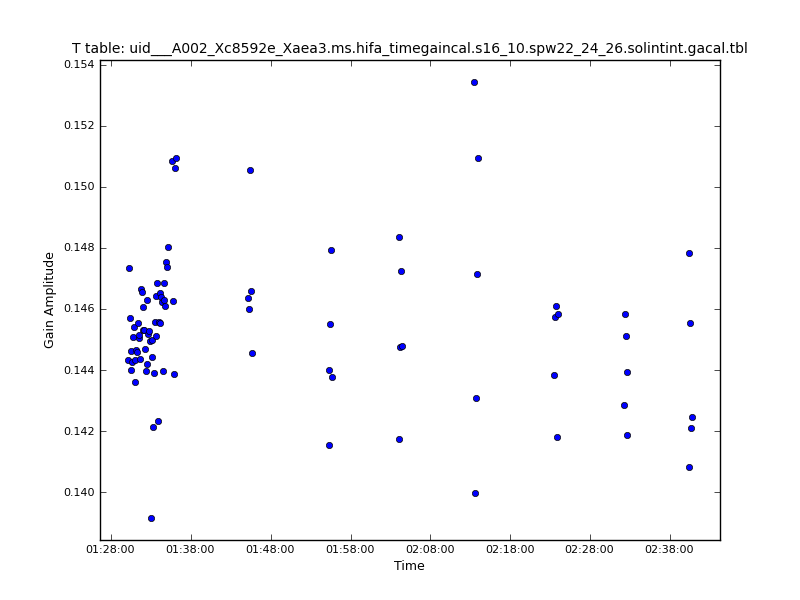 T table: uid___A002_Xc8592e_Xaea3.ms.hifa_timegaincal.s16_10.spw22_24_26.solintint.gacal.tbl
0.154
0.152
0.150
0.148
0.146
0.144
0.142
0.140
Gain Amplitude
01:28:00 01:38:00 01:48:00 01:58:00 02:08:00 02:18:00 02:28:00 02:38:00
Time